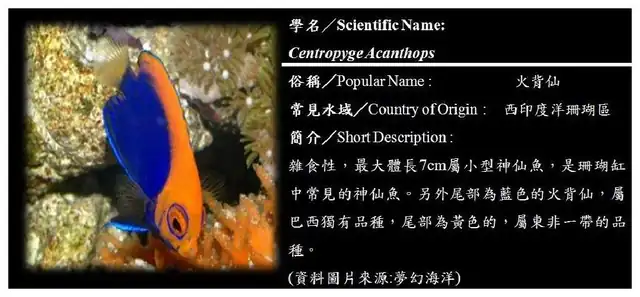 學名／Scientific Name:
Centropyge Acanthops
俗稱／Popular Name : 火背仙
常見水域／Country of Origin : 西印度洋珊瑚區
簡介／Short Description :
雜食性，最大體長7cm屬小型神仙魚，是珊瑚缸
中常見的神仙魚。另外尾部為藍色的火背仙，屬
巴西獨有品種，尾部為黃色的，屬東非一帶的品
種。
(資料圖片來源:夢幻海洋)